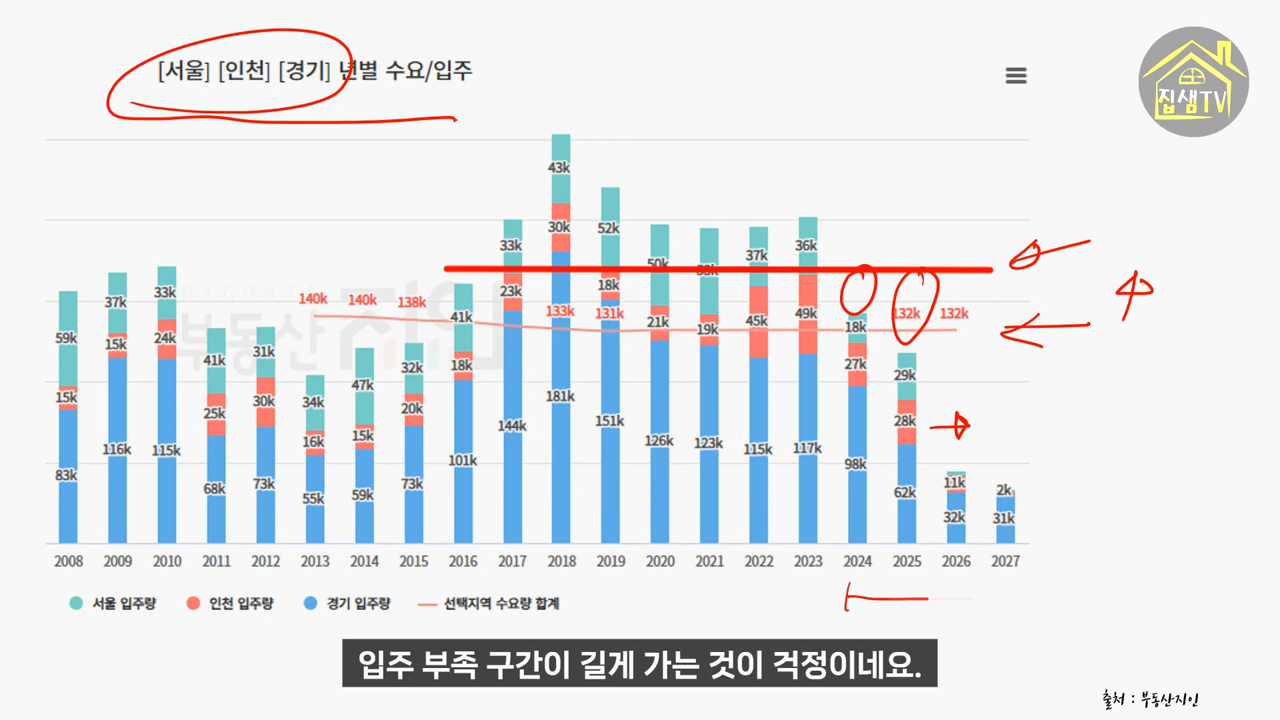 [서울] [인천] [경기] 년별 수요/입주
집샘TV
43k
33k 30k 52k 50k 37k 36k
59k 37k 33k 140k 140k 138k 41k 23k 133k 18k 131k 45k 49k 18k 132k 132k
15k 15k 24k 41k 31k 34k 47k 32k 18k 21k 19k 27k 29k
25k 30k 16k 15k 20k 28k 11k 2k
83k 116k 115k 68k 73k 55k 59k 73k 101k 144k 181k 151k 126k 123k 115k 117k 98k 62k 32k 31k
부동산지인
2008 2009 2010 2011 2012 2013 2014 2015 2016 2017 2018 2019 2020 2021 2022 2023 2024 2025 2026 2027
서울 입주량 인천 입주량 경기 입주량 선택지역 수요량 합계
입주 부족 구간이 길게 가는 것이 걱정이네요.
출처 : 부동산지인